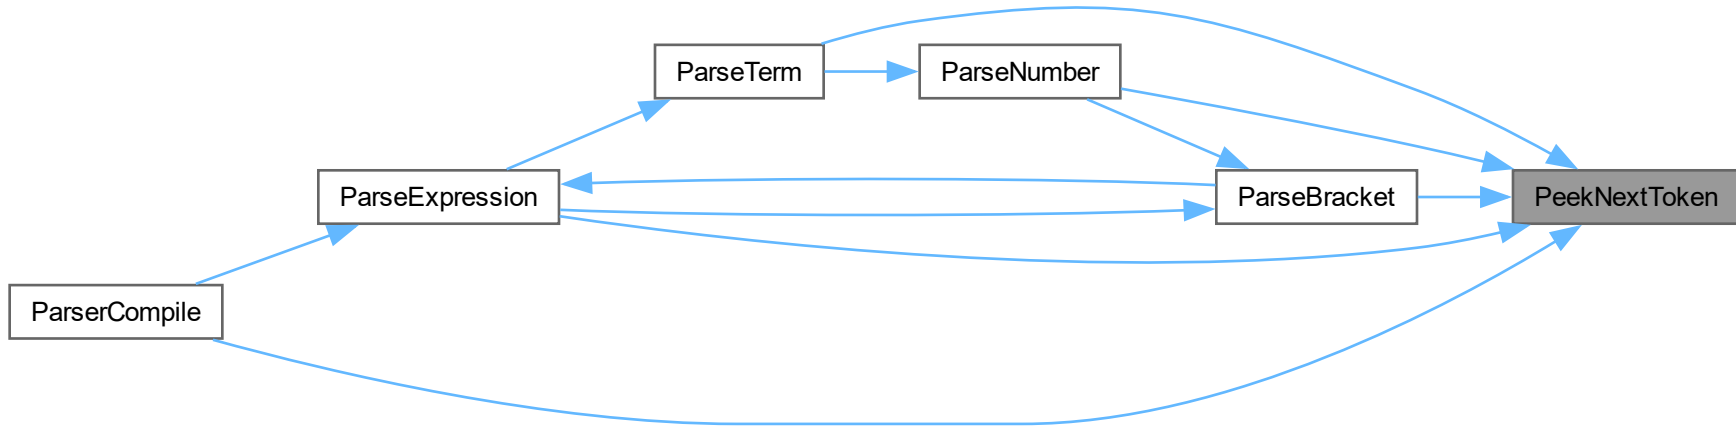 ParseTerm
ParseNumber
ParseExpression
ParseBracket
PeekNextToken
ParserCompile